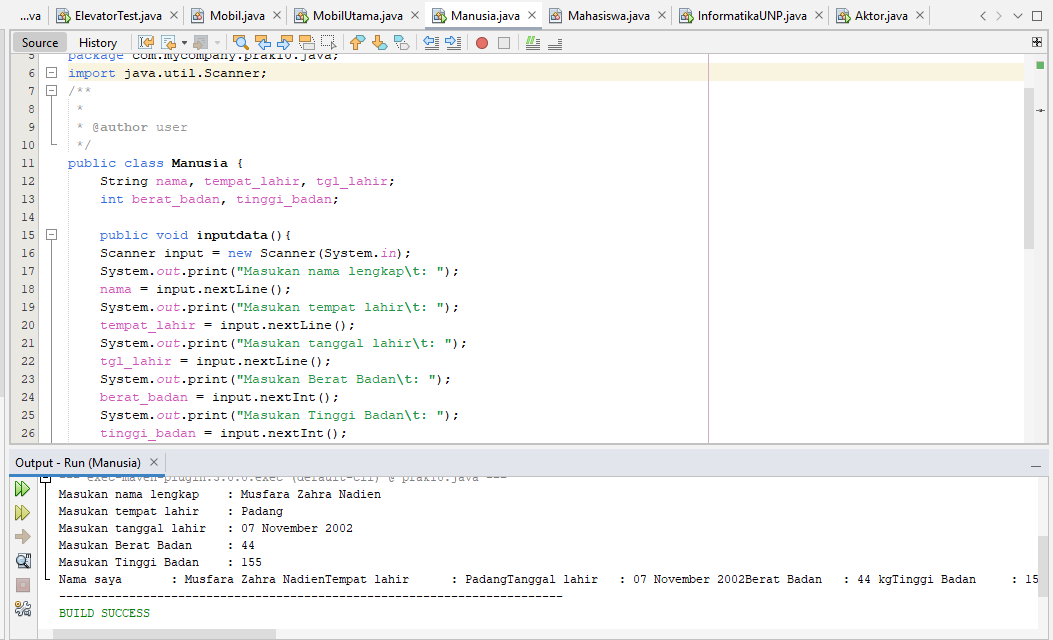 ...va ElevatorTest.java Mobil.java MobilUtama.java Manusia.java Mahasiswa.java InformatikaUNP.java Aktor.java
Source History
5 package com.mycompany.prak10.java;
6 import java.util.Scanner;
7 /**
8 *
9 * @author user
10 */
11 public class Manusia {
12 String nama, tempat_lahir, tgl_lahir;
13 int berat_badan, tinggi_badan;
14
15 public void inputdata(){
16 Scanner input = new Scanner(System.in);
17 System.out.print("Masukan nama lengkap\t: ");
18 nama = input.nextLine();
19 System.out.print("Masukan tempat lahir\t: ");
20 tempat_lahir = input.nextLine();
21 System.out.print("Masukan tanggal lahir\t: ");
22 tgl_lahir = input.nextLine();
23 System.out.print("Masukan Berat Badan\t: ");
24 berat_badan = input.nextInt();
25 System.out.print("Masukan Tinggi Badan\t: ");
26 tinggi_badan = input.nextInt();
Output - Run (Manusia)
--- exec-maven-plugin:3.0.0:exec (default-cli) @ prak10.java ---
Masukan nama lengkap : Musfara Zahra Nadien
Masukan tempat lahir : Padang
Masukan tanggal lahir : 07 November 2002
Masukan Berat Badan : 44
Masukan Tinggi Badan : 155
Nama saya : Musfara Zahra NadienTempat lahir : PadangTanggal lahir : 07 November 2002Berat Badan : 44 kgTinggi Badan : 15
------------------------------------------------------------------------
BUILD SUCCESS